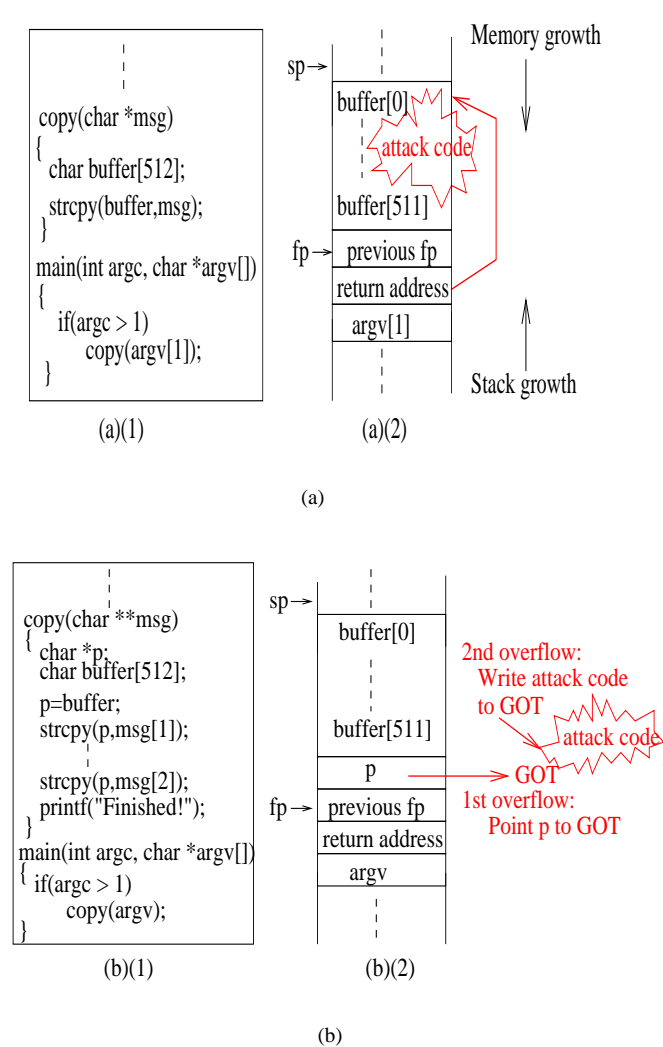 copy(char *msg)
{
char buffer[512];
strcpy(buffer,msg);
}
main(int argc, char *argv[])
{
if(argc > 1)
copy(argv[1]);
}
(a)(1)
sp
buffer[0]
attack code
buffer[511]
fp
previous fp
return address
argv[1]
(a)(2)
Memory growth
Stack growth
(a)
copy(char **msg)
{
char *p;
char buffer[512];
p=buffer;
strcpy(p,msg[1]);
strcpy(p,msg[2]);
printf("Finished!");
}
main(int argc, char *argv[])
{
if(argc > 1)
copy(argv);
}
(b)(1)
sp
buffer[0]
buffer[511]
p
fp
previous fp
return address
argv
(b)(2)
2nd overflow:
Write attack code
to GOT
attack code
GOT
1st overflow:
Point p to GOT
(b)